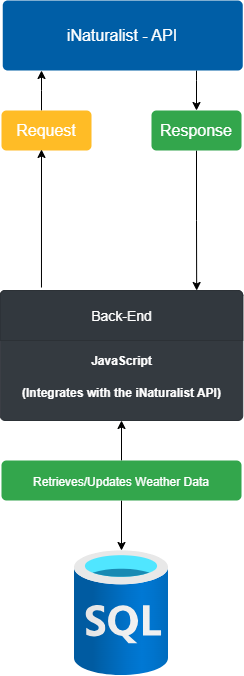 iNaturalist - API
Request
Response
Back-End
JavaScript
(Integrates with the iNaturalist API)
Retrieves/Updates Weather Data
SQL